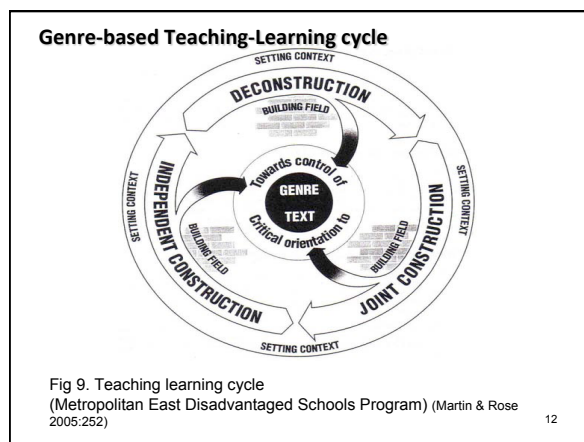 Genre-based Teaching-Learning cycle
SETTING CONTEXT
DECONSTRUCTION
BUILDING FIELD
SETTING CONTEXT
SETTING CONTEXT
INDEPENDENT CONSTRUCTION
Towards control of
GENRE
TEXT
Critical orientation to
BUILDING FIELD
BUILDING FIELD
JOINT CONSTRUCTION
SETTING CONTEXT
Fig 9. Teaching learning cycle
(Metropolitan East Disadvantaged Schools Program) (Martin & Rose
2005:252)
12